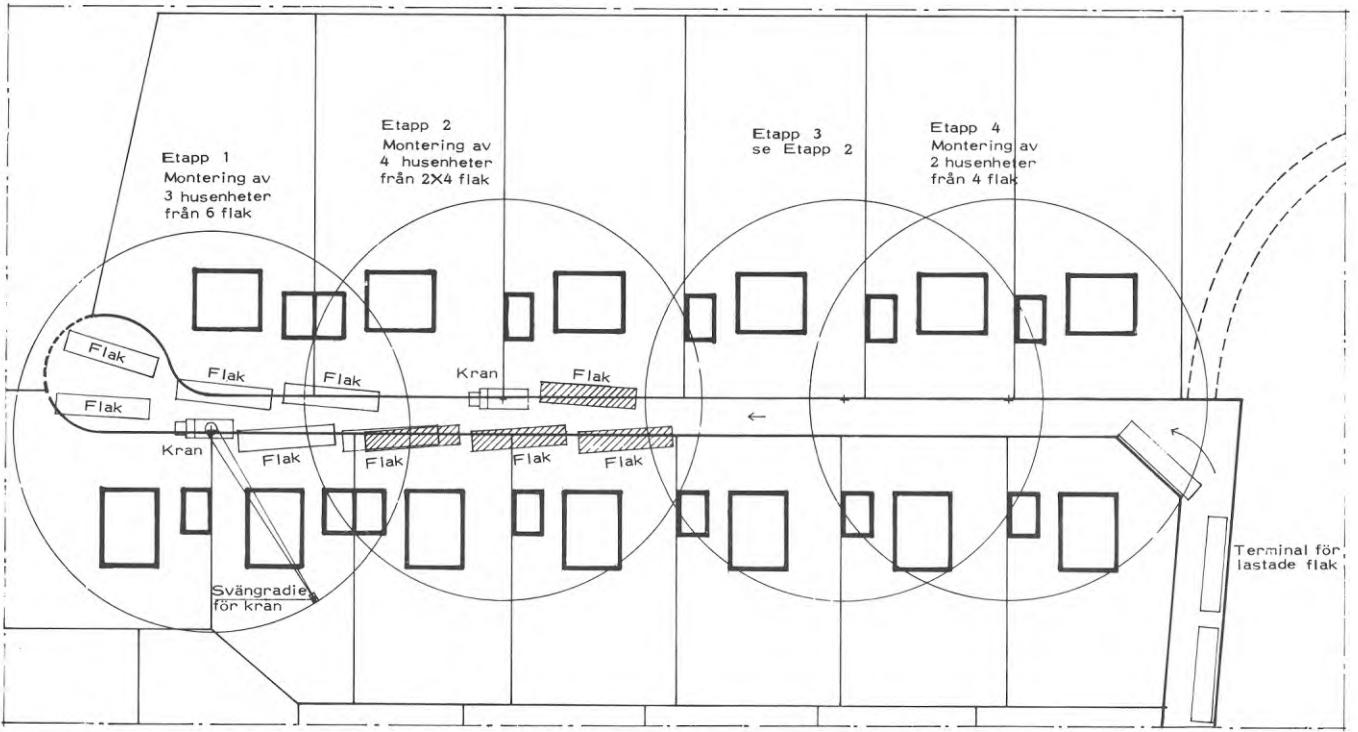 Etapp 1
Montering av
3 husenheter
från 6 flak
Etapp 2
Montering av
4 husenheter
från 2X4 flak
Etapp 3
se Etapp 2
Etapp 4
Montering av
2 husenheter
från 4 flak
Flak
Flak
Flak
Kran
Flak
Flak
Kran
Flak
Flak
Flak
Flak
Svängradie
för kran
Terminal för
lastade flak